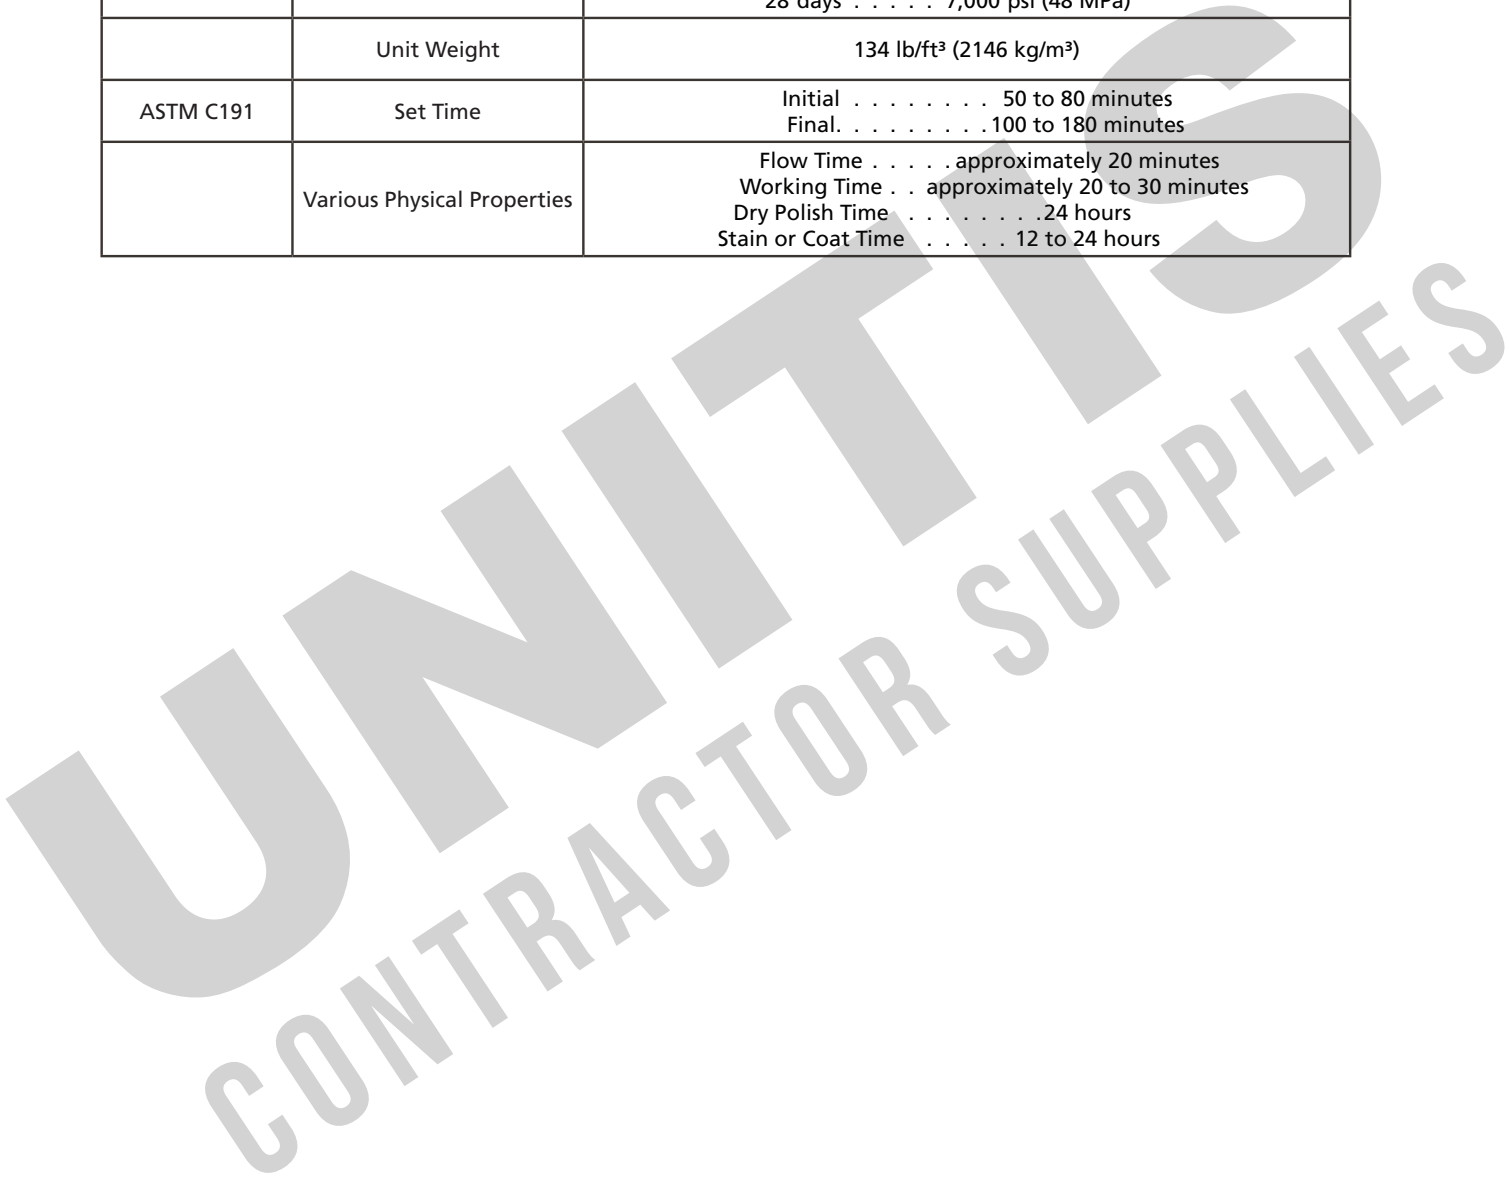 28 days . . . . . 7,000 psi (48 MPa)
Unit Weight
134 lb/ft³ (2146 kg/m³)
ASTM C191
Set Time
Initial . . . . . . . . 50 to 80 minutes
Final. . . . . . . . . 100 to 180 minutes
Various Physical Properties
Flow Time . . . . . approximately 20 minutes
Working Time . . approximately 20 to 30 minutes
Dry Polish Time . . . . . . . .24 hours
Stain or Coat Time . . . . . 12 to 24 hours
UNITIS
CONTRACTOR SUPPLIES